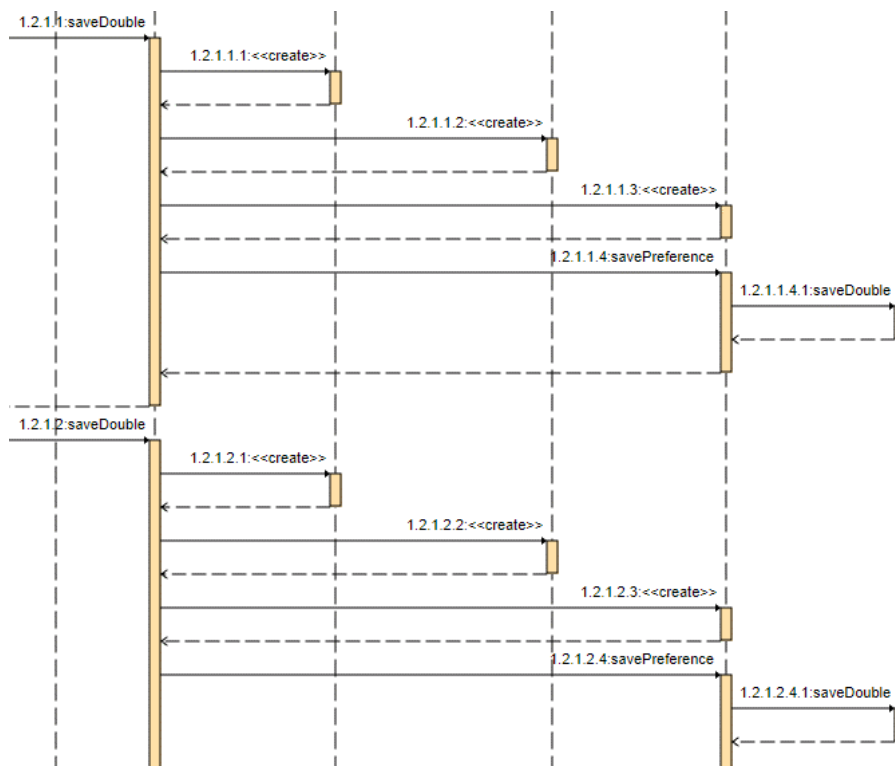 1.2.1.1:saveDouble
1.2.1.1.1:<<create>>
1.2.1.1.2:<<create>>
1.2.1.1.3:<<create>>
1.2.1.1.4:savePreference
1.2.1.1.4.1:saveDouble
1.2.1.2:saveDouble
1.2.1.2.1:<<create>>
1.2.1.2.2:<<create>>
1.2.1.2.3:<<create>>
1.2.1.2.4:savePreference
1.2.1.2.4.1:saveDouble